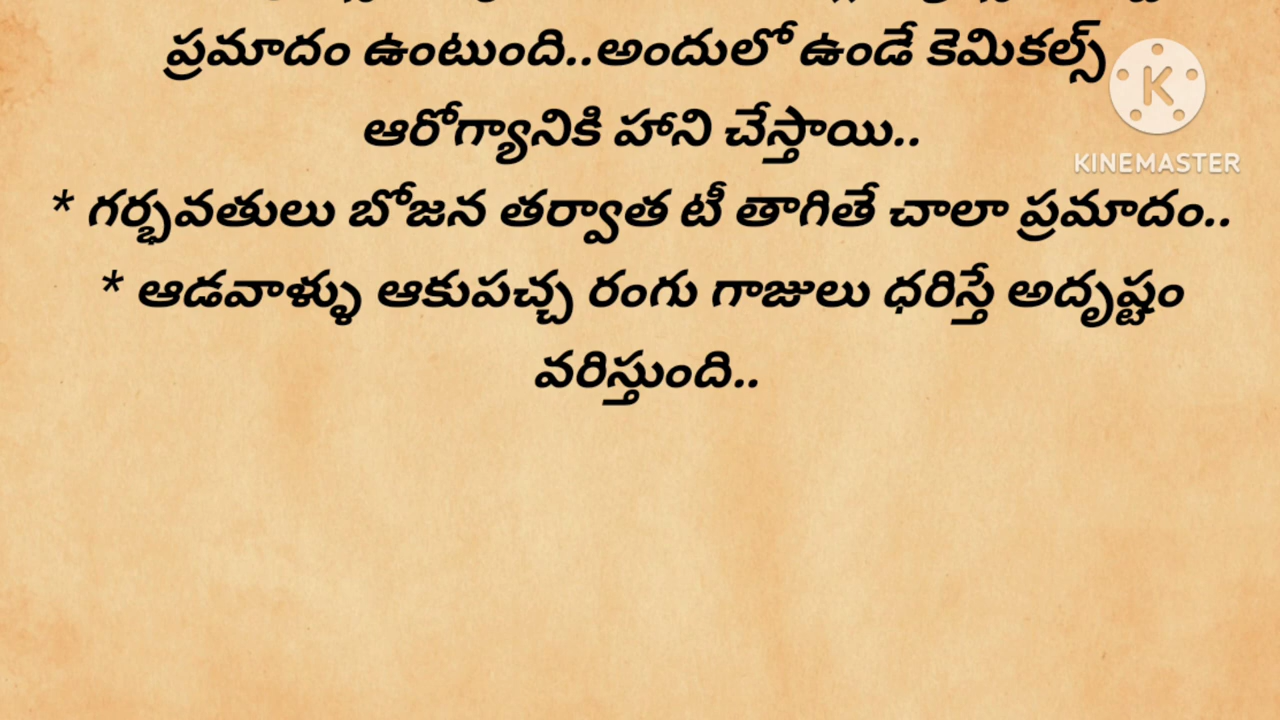 ప్రమాదం ఉంటుంది..అందులో ఉండే కెమికల్స్
ఆరోగ్యానికి హాని చేస్తాయి..
* గర్భవతులు బోజన తర్వాత టీ తాగితే చాలా ప్రమాదం..
* ఆడవాళ్ళు ఆకుపచ్చ రంగు గాజులు ధరిస్తే అదృష్టం
వరిస్తుంది..
K
KINEMASTER